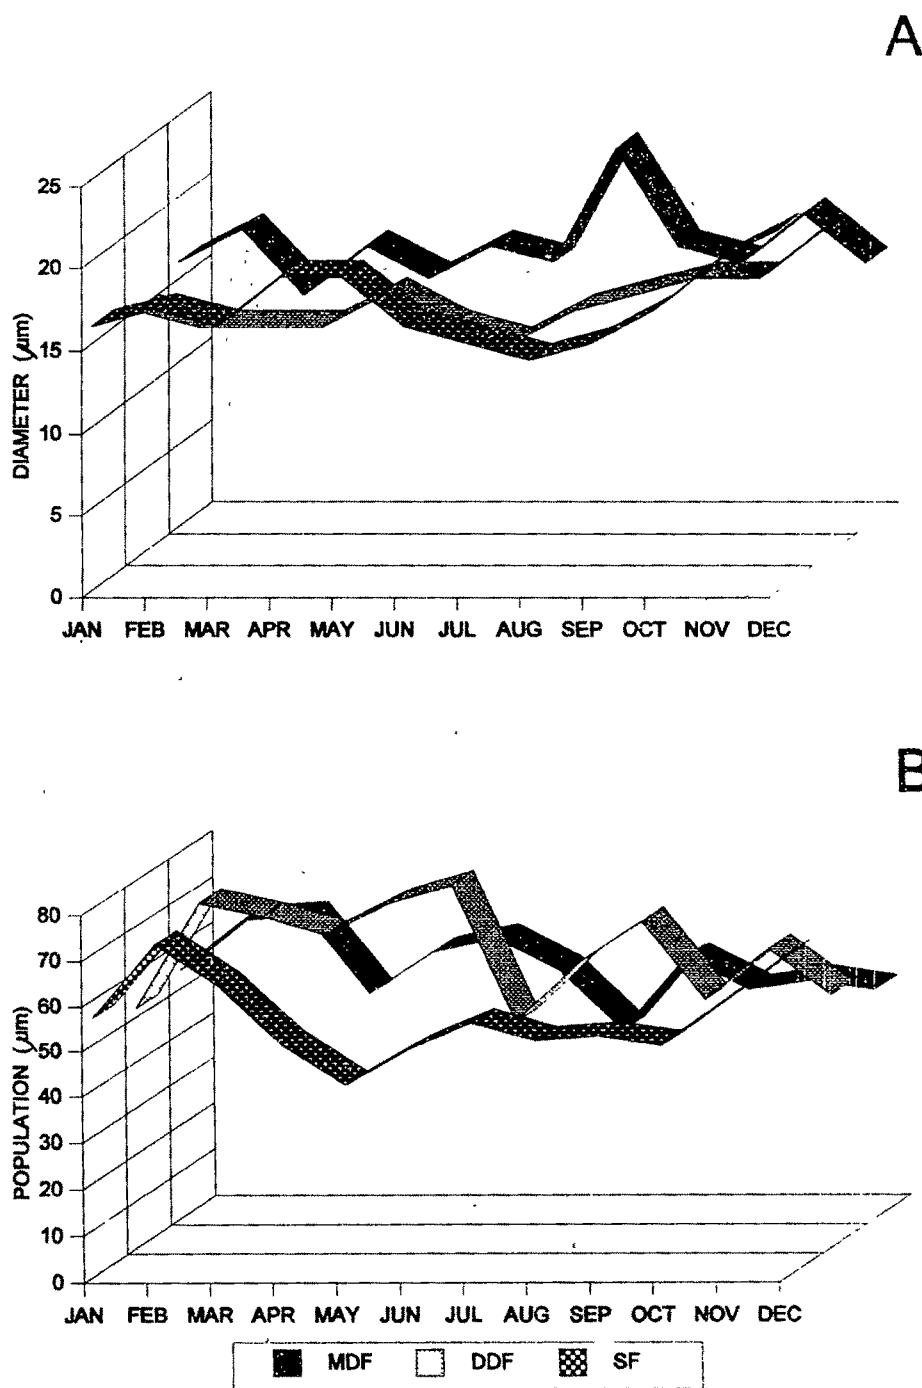 A
25
20
15
10
5
0
DIAMETER (µm)
JAN FEB MAR APR MAY JUN JUL AUG SEP OCT NOV DEC
B
80
70
60
50
40
30
20
10
0
POPULATION (µm)
JAN FEB MAR APR MAY JUN JUL AUG SEP OCT NOV DEC
MDF DDF SF